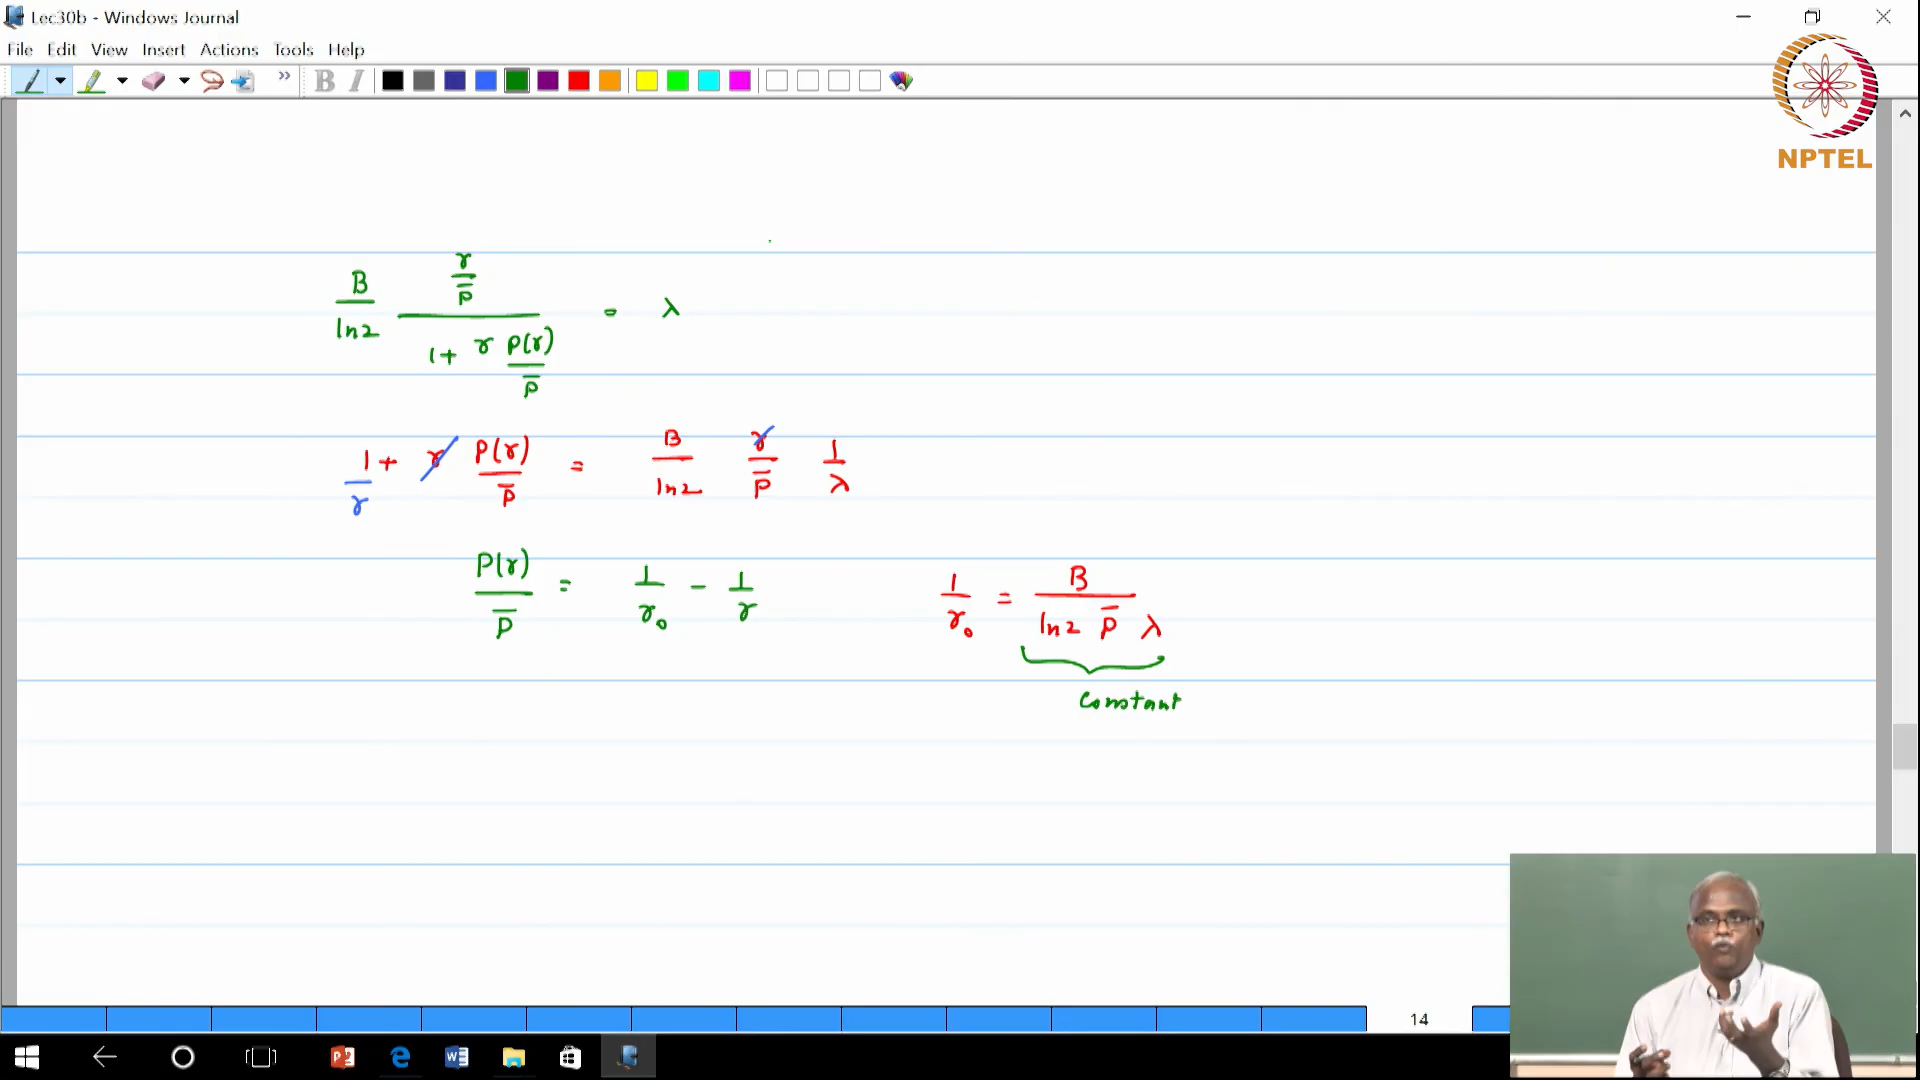 Lec30b - Windows Journal
File Edit View Insert Actions Tools Help
» B I
NPTEL
B/ln2 · (γ/P̄) / (1 + γ P(γ)/P̄) = λ
1/γ + γ P(γ)/P̄ = B/ln2 γ/P̄ 1/λ
P(γ)/P̄ = 1/γ₀ - 1/γ
1/γ₀ = B/(ln2 P̄ λ)
Constant
14